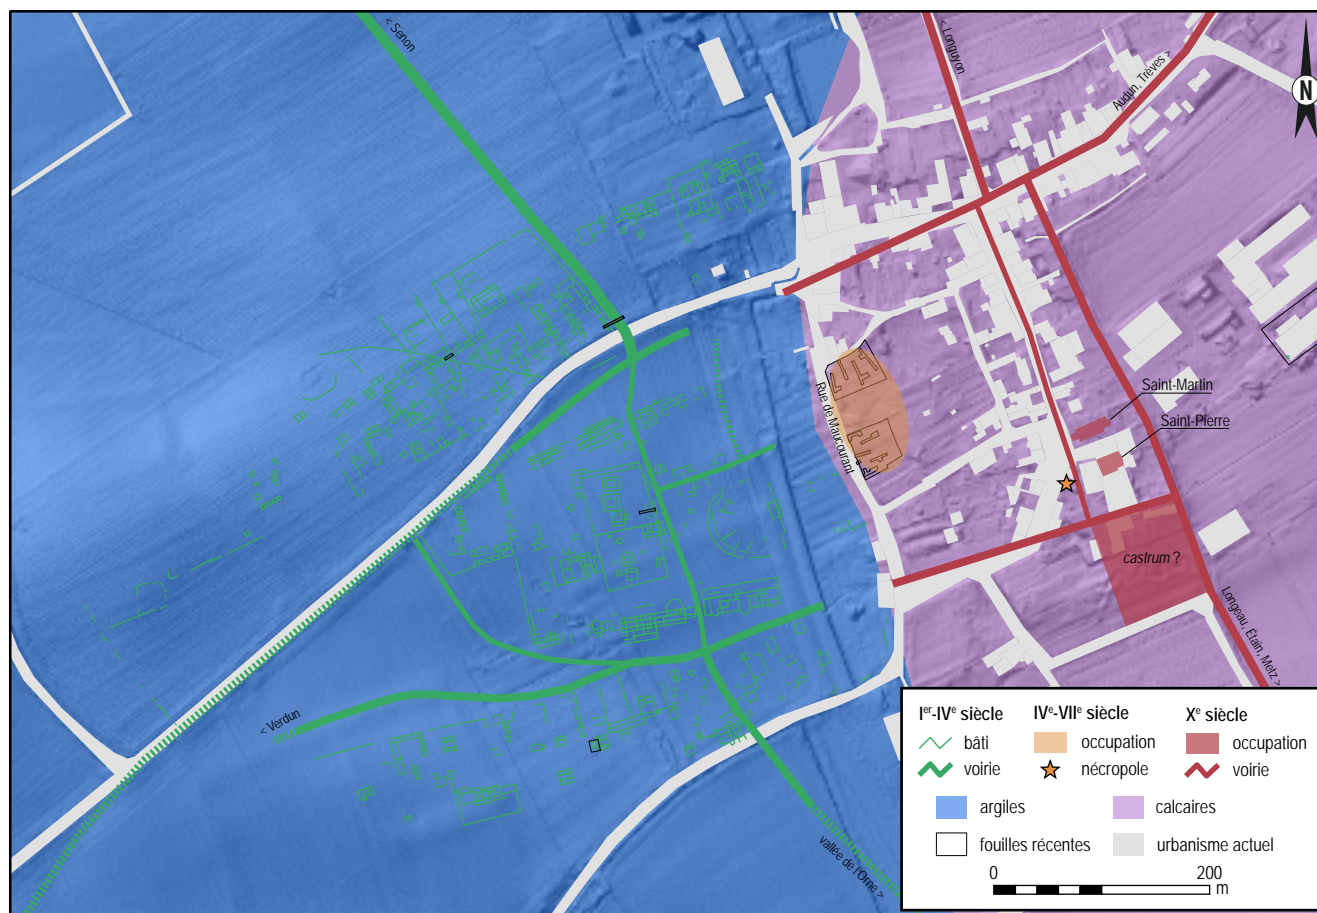 < Senon
< Longuyon
Audun, Trèves >
N
Rue de Maucourant
Saint-Martin
Saint-Pierre
castrum ?
Longeau, Étain, Metz >
< Verdun
vallée de l'Orne >
Ier-IVe siècle
bâti
voirie
IVe-VIIe siècle
occupation
nécropole
Xe siècle
occupation
voirie
argiles
calcaires
fouilles récentes
urbanisme actuel
0 200
m